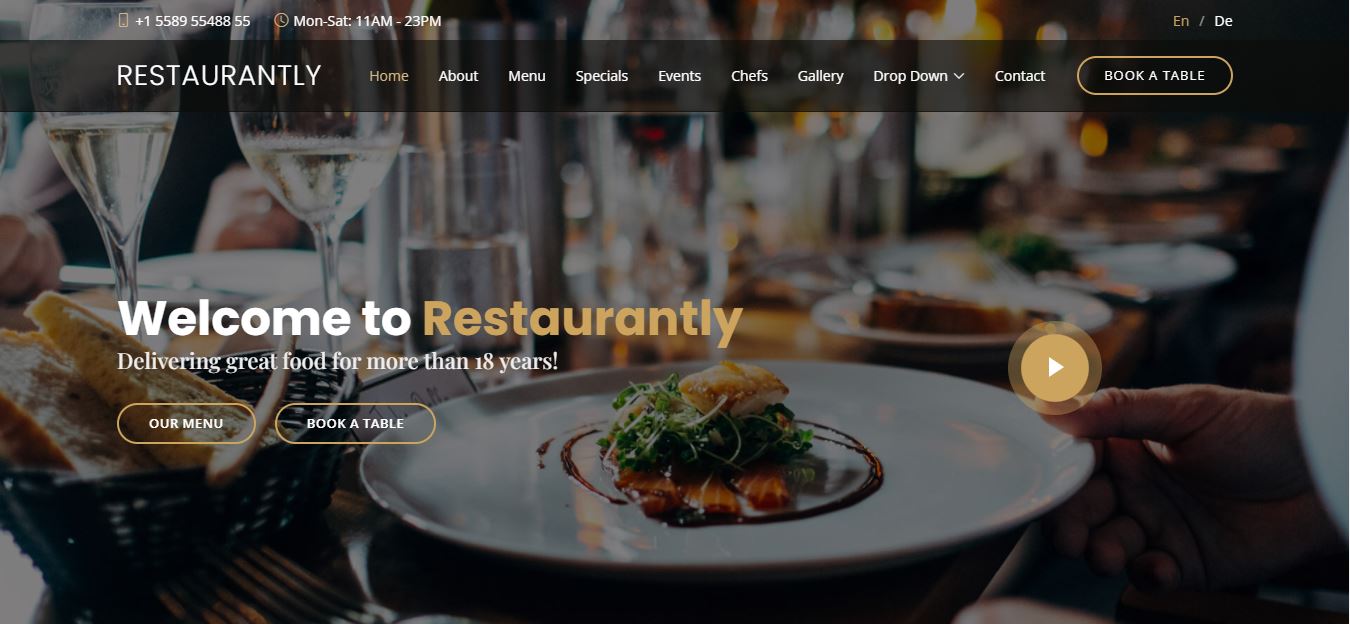 +1 5589 55488 55 Mon-Sat: 11AM - 23PM En / De
RESTAURANTLY Home About Menu Specials Events Chefs Gallery Drop Down Contact BOOK A TABLE
Welcome to Restaurantly
Delivering great food for more than 18 years!
OUR MENU BOOK A TABLE